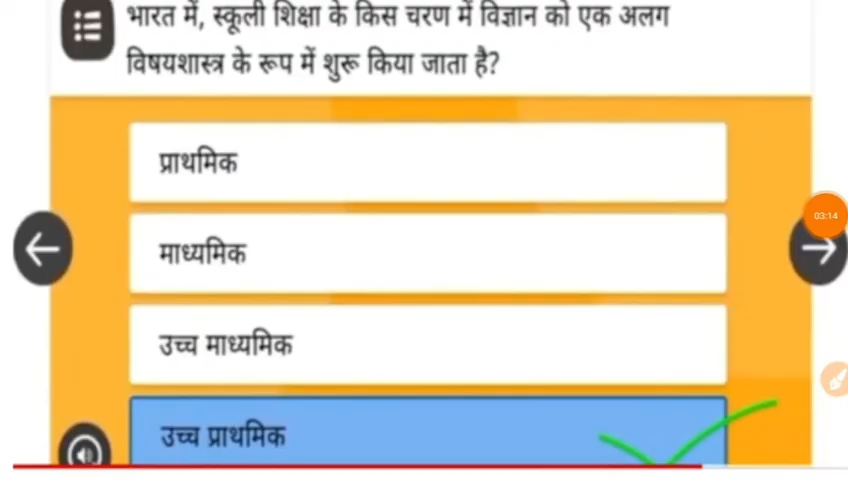 भारत में, स्कूली शिक्षा के किस चरण में विज्ञान को एक अलग
विषयशास्त्र के रूप में शुरू किया जाता है?
प्राथमिक
माध्यमिक
उच्च माध्यमिक
उच्च प्राथमिक
03:14